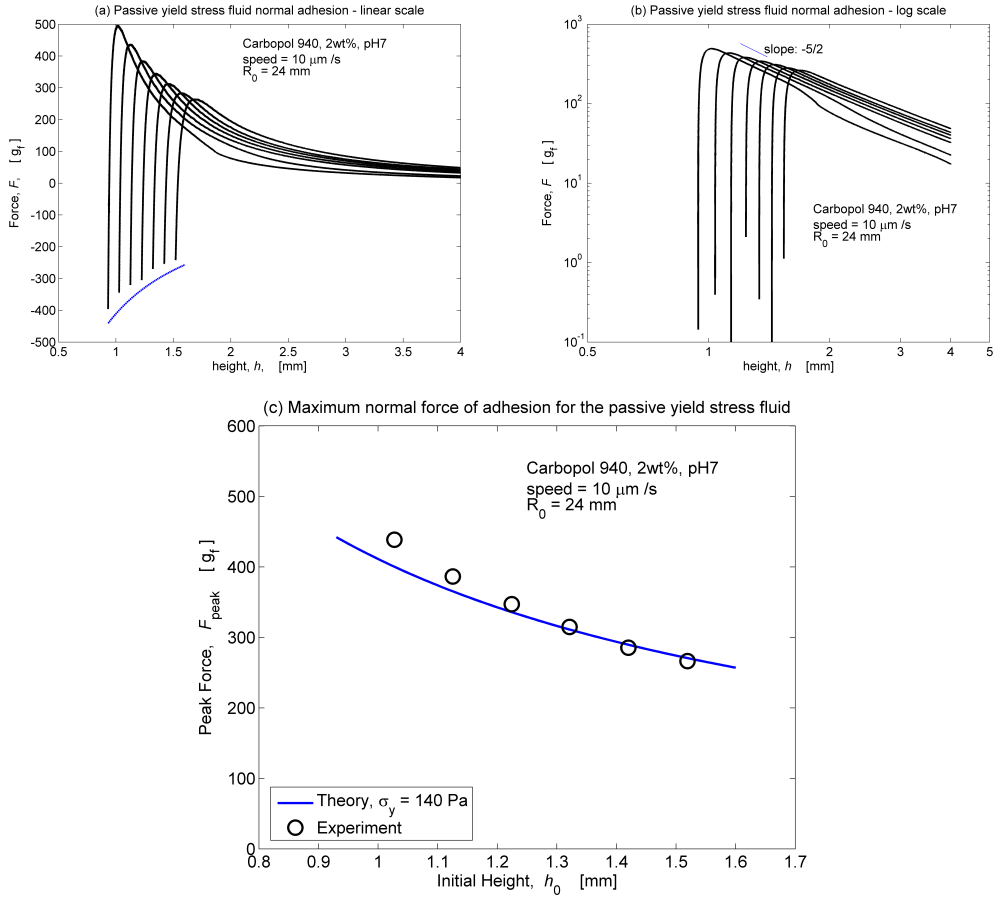 (a) Passive yield stress fluid normal adhesion - linear scale
500
400
300
200
100
0
-100
-200
-300
-400
-500
Force, F, [ gf ]
Carbopol 940, 2wt%, pH7
speed = 10 μm /s
R0 = 24 mm
0.5 1 1.5 2 2.5 3 3.5 4
height, h, [mm]
(b) Passive yield stress fluid normal adhesion - log scale
10^3
10^2
10^1
10^0
10^-1
Force, F [ gf ]
slope: -5/2
Carbopol 940, 2wt%, pH7
speed = 10 μm /s
R0 = 24 mm
0.5 1 2 3 4 5
height, h [mm]
(c) Maximum normal force of adhesion for the passive yield stress fluid
600
500
400
300
200
100
0
Peak Force, Fpeak [ gf ]
Carbopol 940, 2wt%, pH7
speed = 10 μm /s
R0 = 24 mm
Theory, σy = 140 Pa
Experiment
0.8 0.9 1 1.1 1.2 1.3 1.4 1.5 1.6 1.7
Initial Height, h0 [mm]